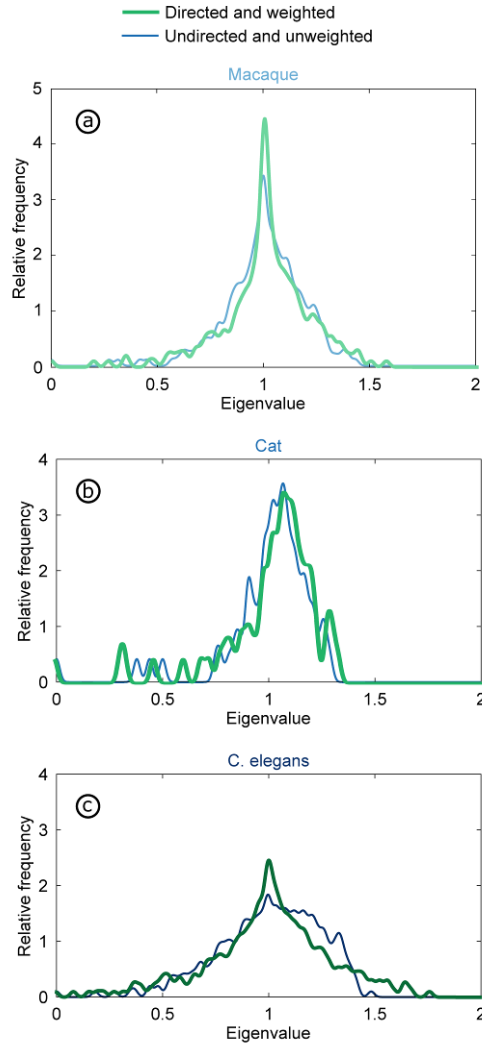 Directed and weighted
Undirected and unweighted
Macaque
a
5
4
3
2
1
0
Relative frequency
0
0.5
1
1.5
2
Eigenvalue
Cat
b
4
3
2
1
0
Relative frequency
0
0.5
1
1.5
2
Eigenvalue
C. elegans
c
4
3
2
1
0
Relative frequency
0
0.5
1
1.5
2
Eigenvalue